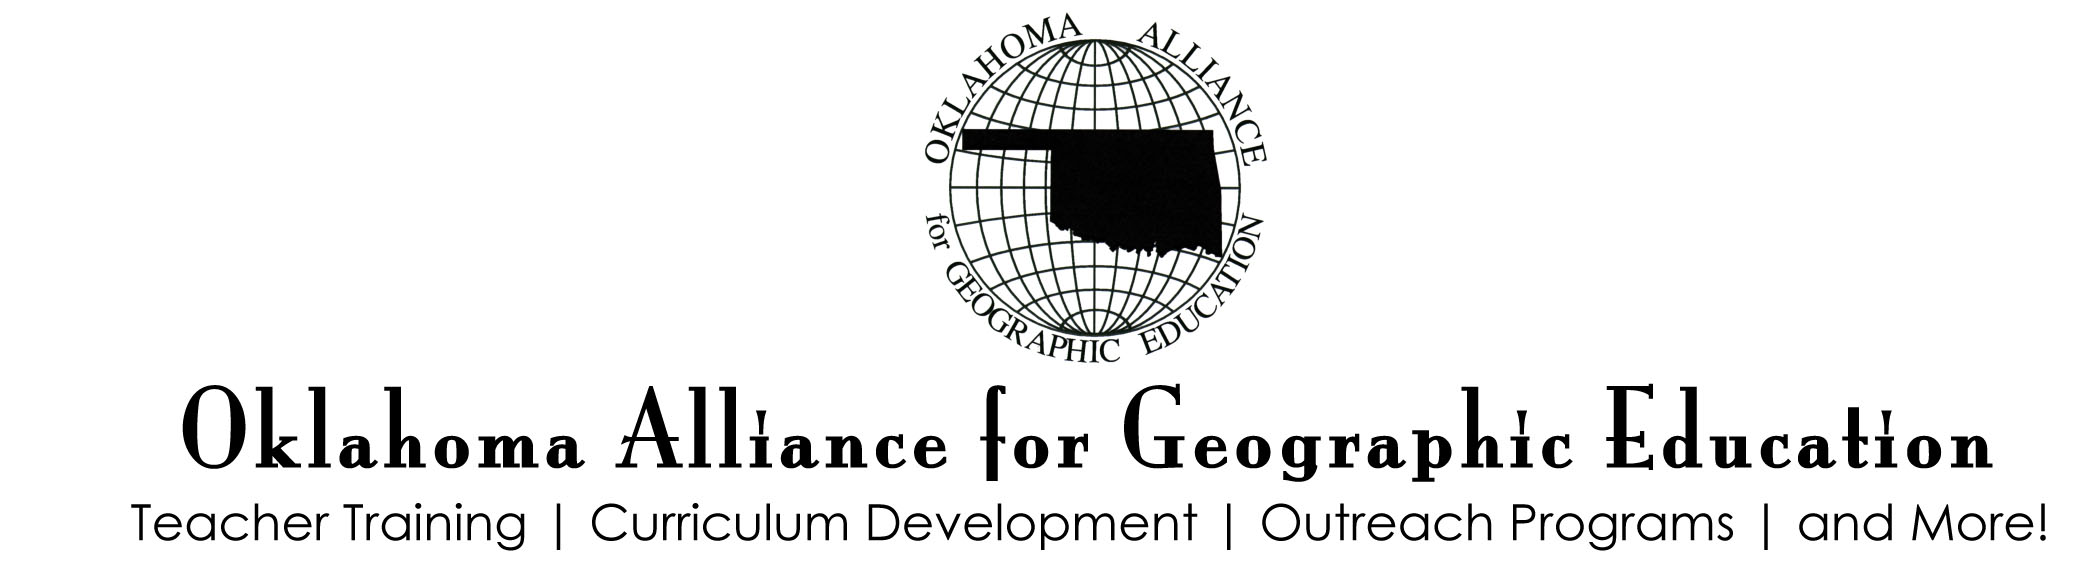 OKLAHOMA ALLIANCE
for GEOGRAPHIC EDUCATION
Oklahoma Alliance for Geographic Education
Teacher Training | Curriculum Development | Outreach Programs | and More!